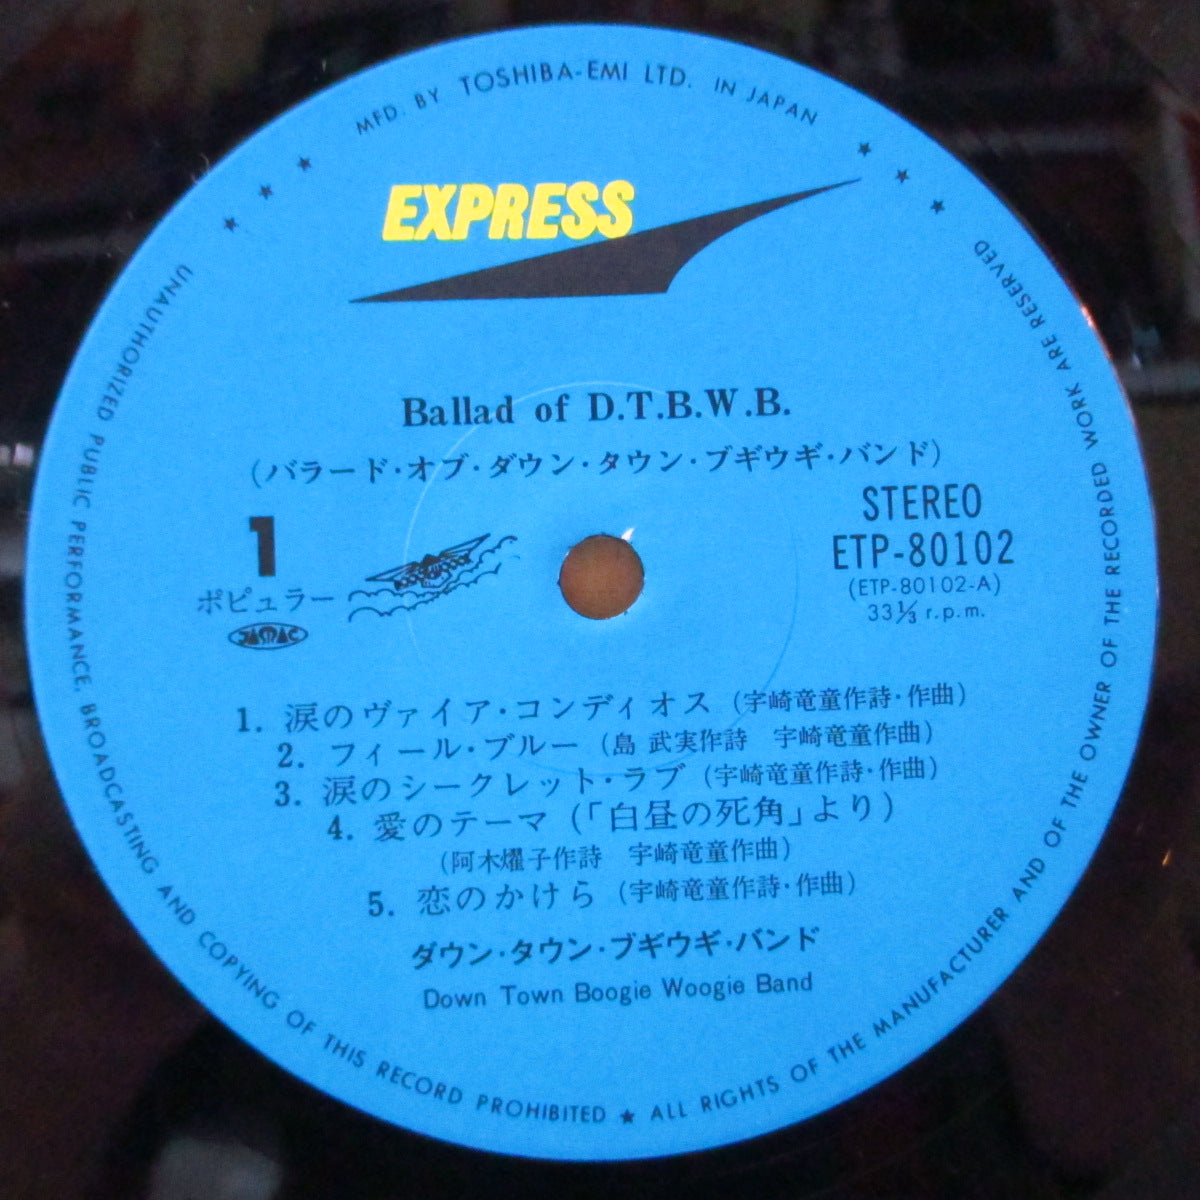 MFD. BY TOSHIBA-EMI LTD. IN JAPAN
EXPRESS
Ballad of D.T.B.W.B.
(バラード・オブ・ダウン・タウン・ブギウギ・バンド)
1
ポピュラー
JAMAC
STEREO
ETP-80102
(ETP-80102-A)
33⅓ r.p.m.
1. 涙のヴァイア・コンディオス (宇崎竜童作詩・作曲)
2. フィール・ブルー (島 武実作詩 宇崎竜童作曲)
3. 涙のシークレット・ラブ (宇崎竜童作詩・作曲)
4. 愛のテーマ (「白昼の死角」より)
(阿木燿子作詩 宇崎竜童作曲)
5. 恋のかけら (宇崎竜童作詩・作曲)
ダウン・タウン・ブギウギ・バンド
Down Town Boogie Woogie Band
UNAUTHORIZED PUBLIC PERFORMANCE, BROADCASTING AND COPYING OF THIS RECORD PROHIBITED ★ ALL RIGHTS OF THE MANUFACTURER AND OF THE OWNER OF THE RECORDED WORK ARE RESERVED